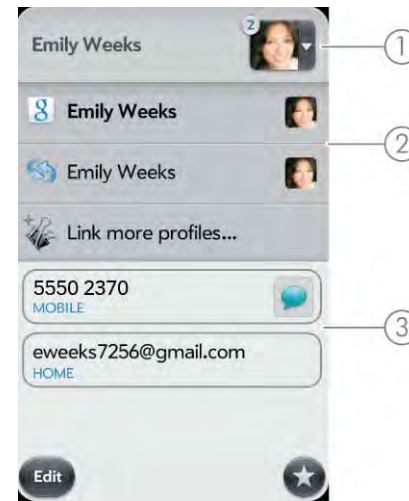 Emily Weeks
2
1
8 Emily Weeks
2
Emily Weeks
Link more profiles...
5550 2370
MOBILE
3
eweeks7256@gmail.com
HOME
Edit